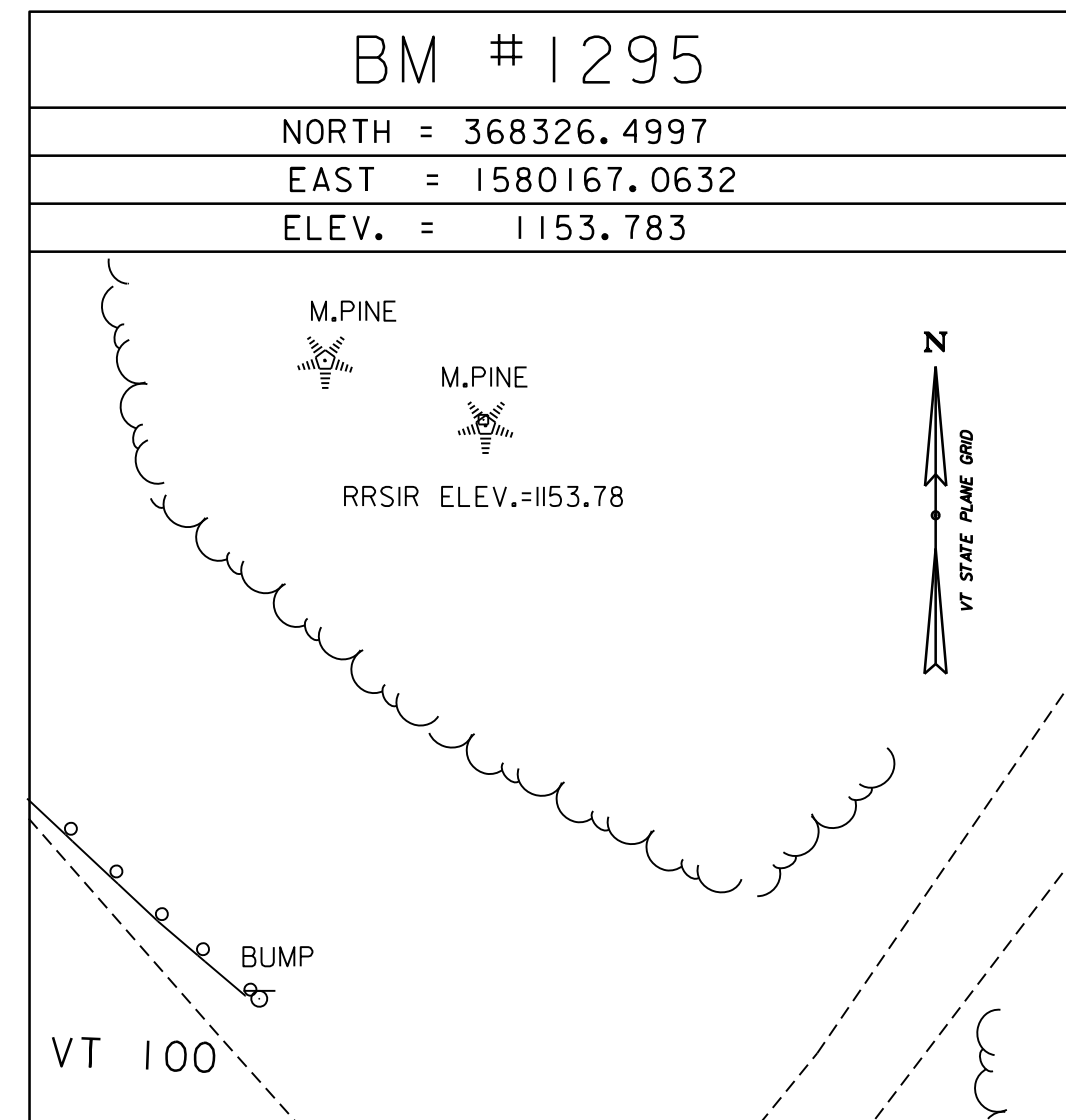 BM #1295
NORTH = 368326.4997
EAST = 1580167.0632
ELEV. = 1153.783
M.PINE
N
M.PINE
VT STATE PLANE GRID
RRSIR ELEV.=1153.78
BUMP
VT 100